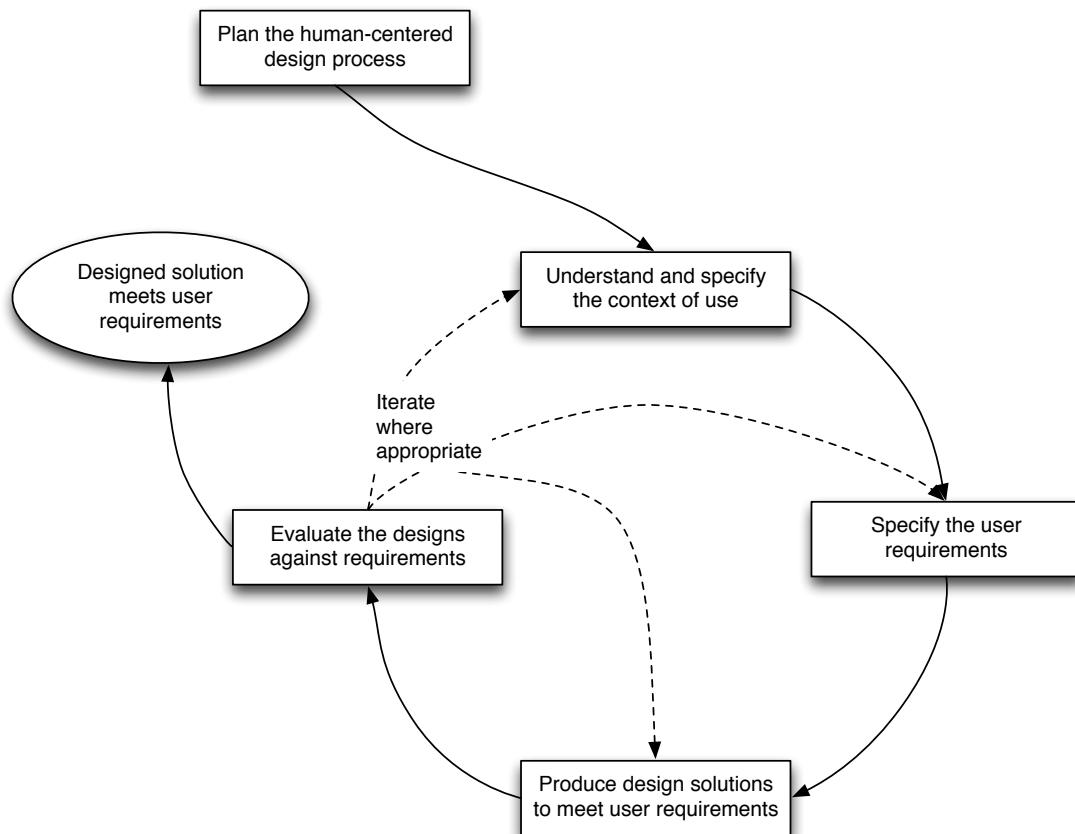 Plan the human-centered
design process
Understand and specify
the context of use
Designed solution
meets user
requirements
Iterate
where
appropriate
Specify the user
requirements
Evaluate the designs
against requirements
Produce design solutions
to meet user requirements